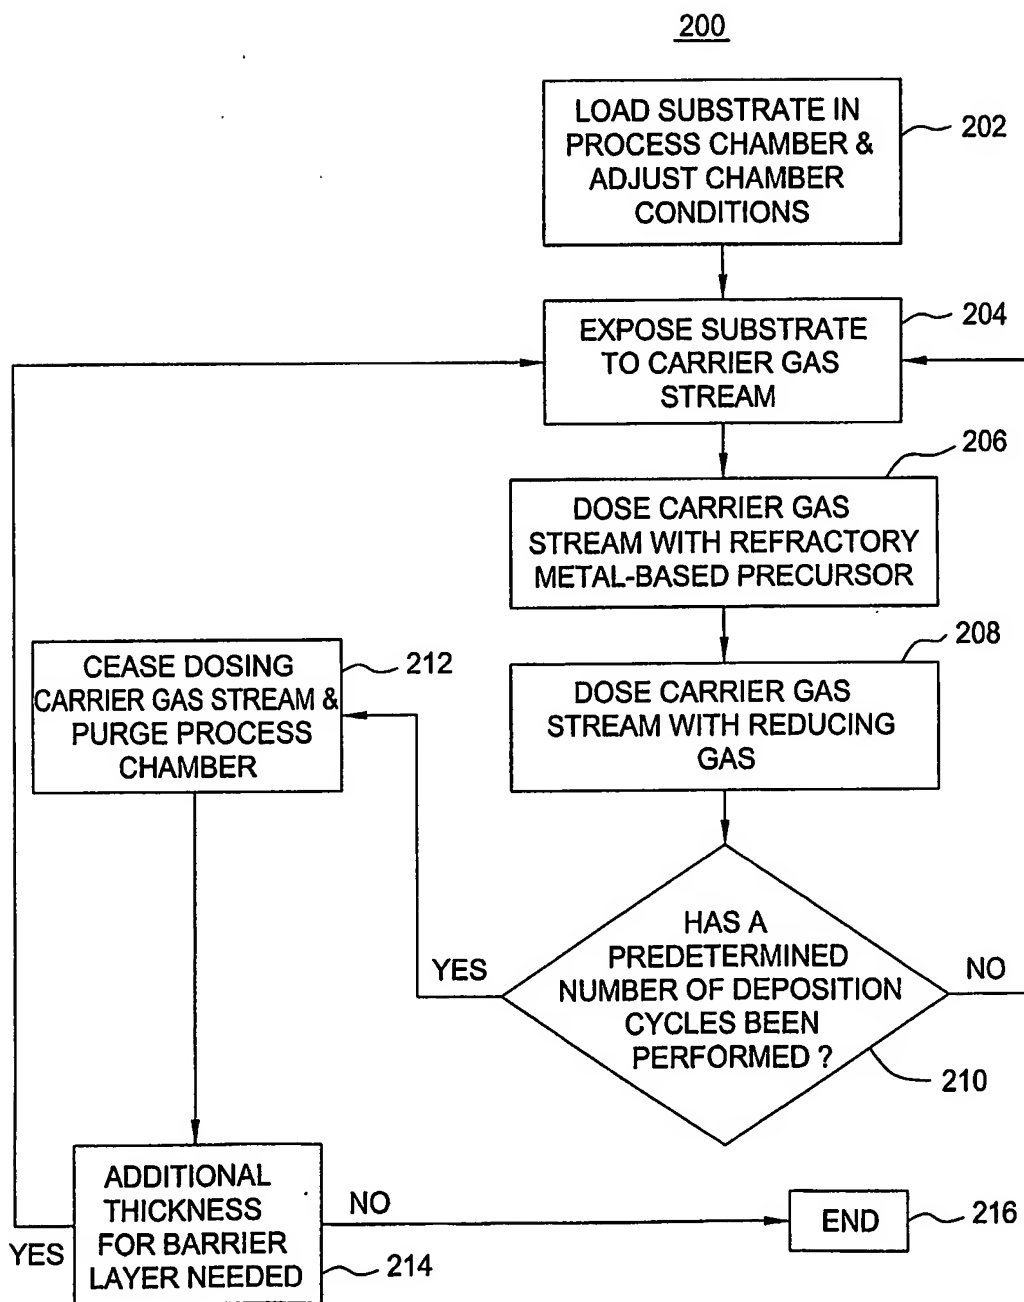 200
LOAD SUBSTRATE IN
PROCESS CHAMBER &
ADJUST CHAMBER
CONDITIONS
202
EXPOSE SUBSTRATE
TO CARRIER GAS
STREAM
204
206
DOSE CARRIER GAS
STREAM WITH REFRACTORY
METAL-BASED PRECURSOR
208
DOSE CARRIER GAS
STREAM WITH REDUCING
GAS
CEASE DOSING
CARRIER GAS STREAM &
PURGE PROCESS
CHAMBER
212
HAS A
PREDETERMINED
NUMBER OF DEPOSITION
CYCLES BEEN
PERFORMED ?
YES
NO
210
ADDITIONAL
THICKNESS
FOR BARRIER
LAYER NEEDED
YES
NO
214
END
216